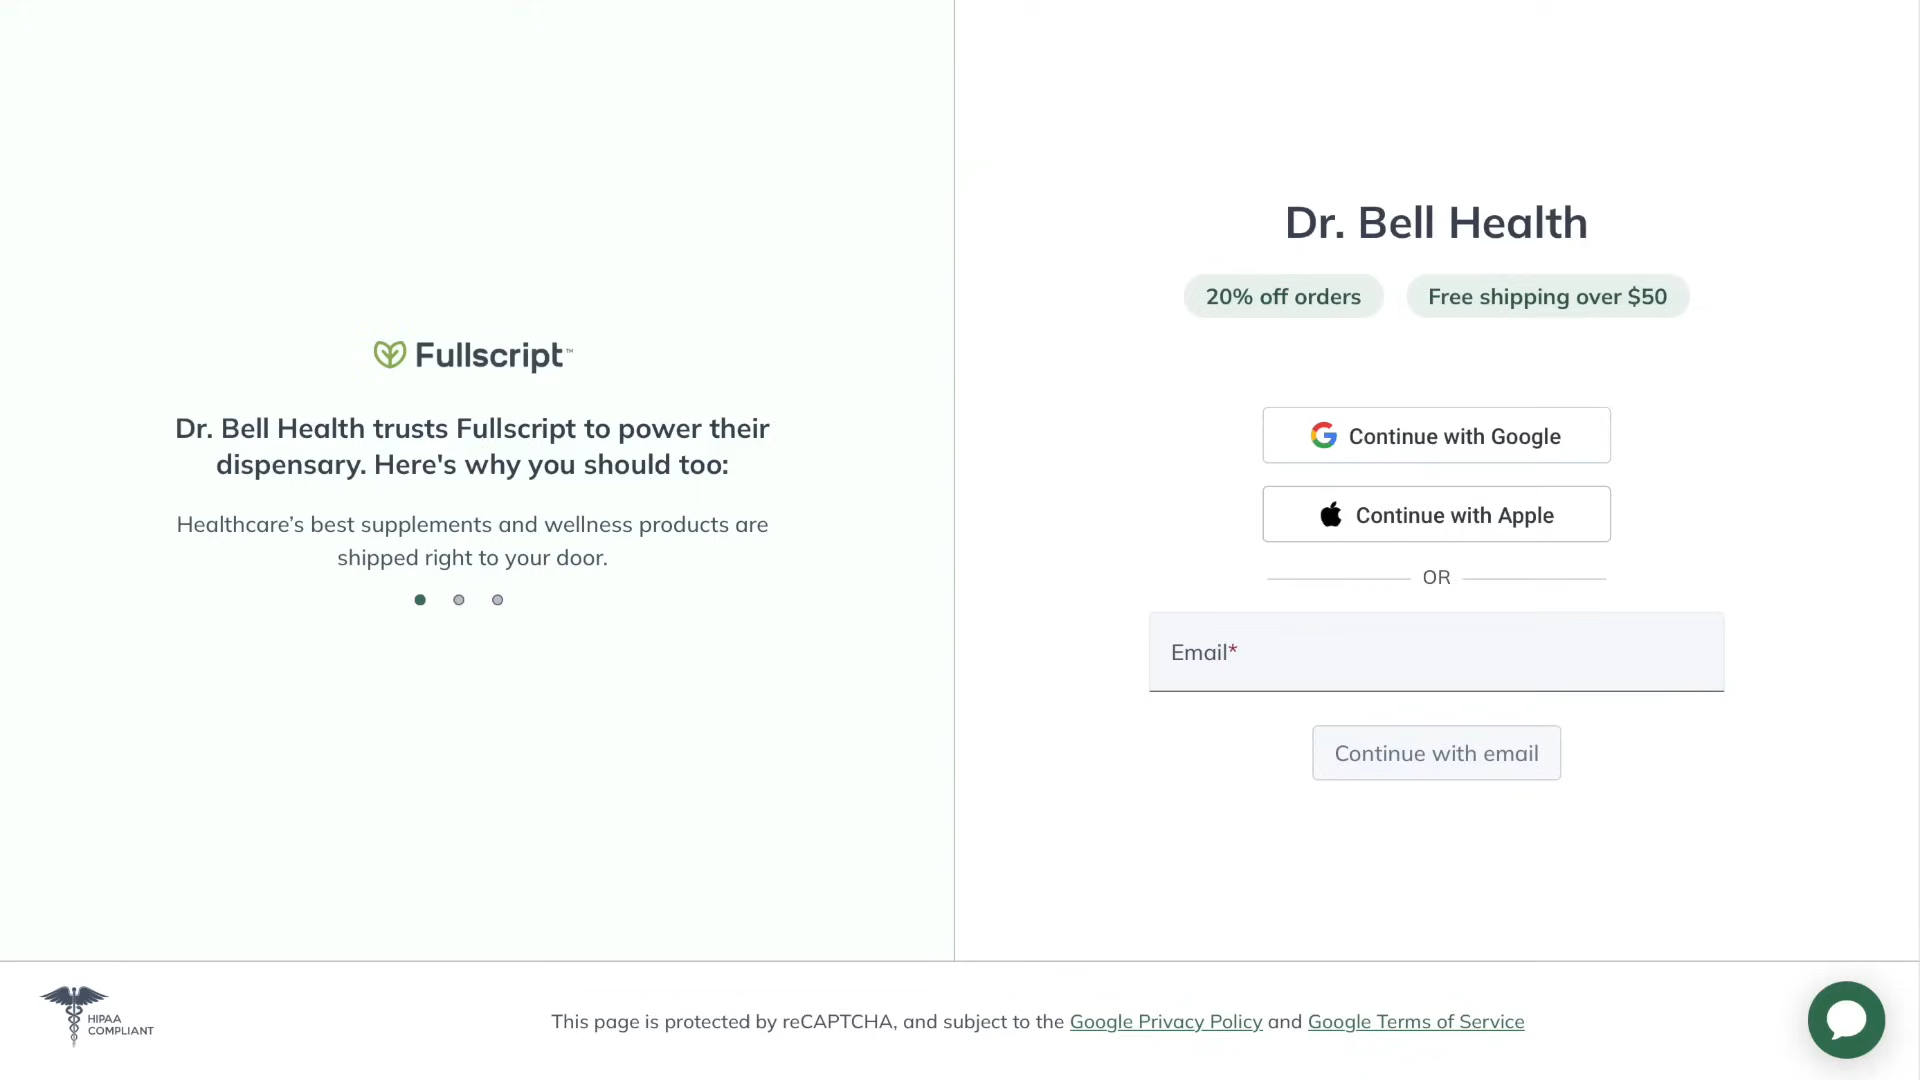 Fullscript™
Dr. Bell Health trusts Fullscript to power their
dispensary. Here's why you should too:
Healthcare’s best supplements and wellness products are
shipped right to your door.
Dr. Bell Health
20% off orders
Free shipping over $50
Continue with Google
Continue with Apple
OR
Email*
Continue with email
HIPAA
COMPLIANT
This page is protected by reCAPTCHA, and subject to the Google Privacy Policy and Google Terms of Service